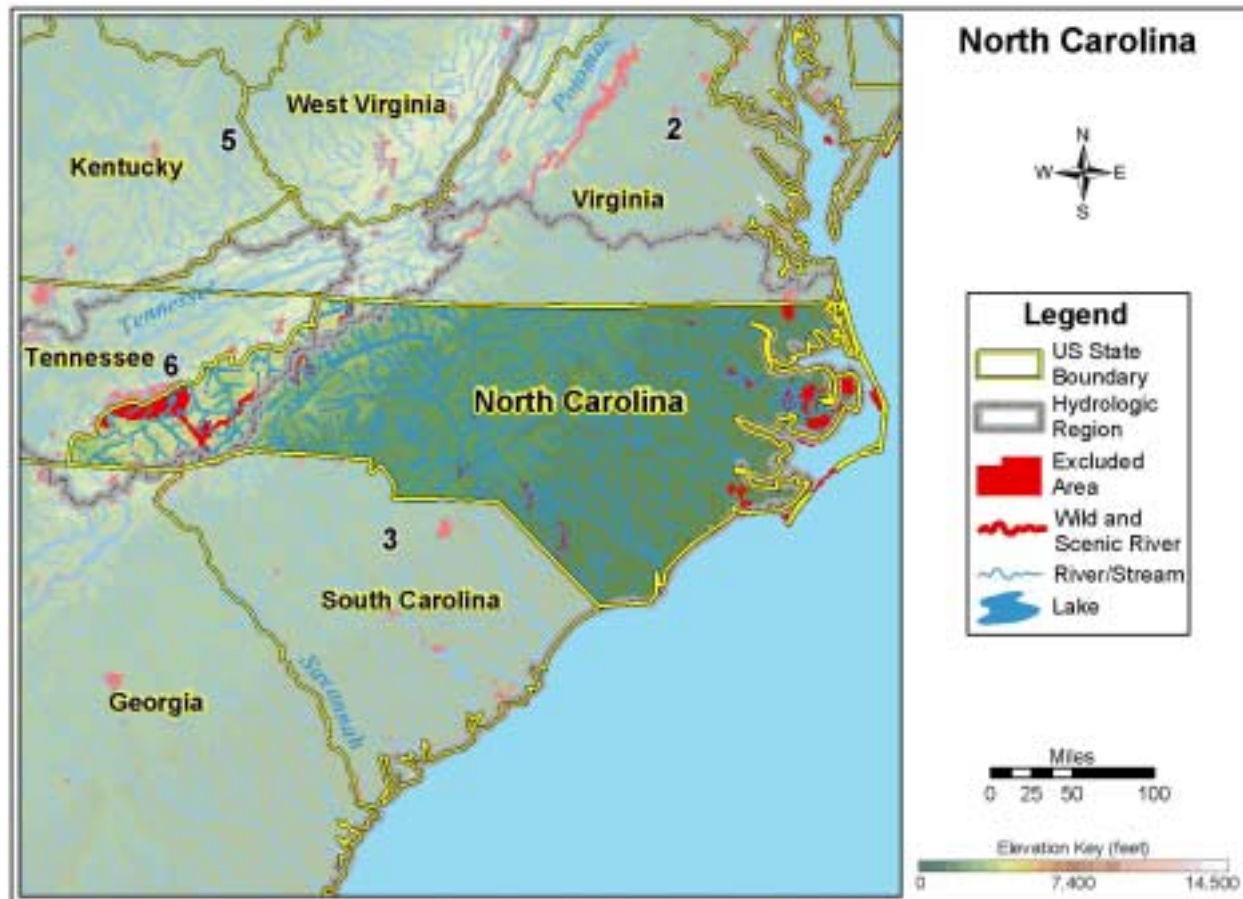 North Carolina
West Virginia
Potomac
2
5
Kentucky
Virginia
N
W E
S
Tennessee
Tennessee
6
North Carolina
3
South Carolina
Savannah
Georgia
Legend
US State
Boundary
Hydrologic
Region
Excluded
Area
Wild and
Scenic River
River/Stream
Lake
Miles
0 25 50 100
Elevation Key (feet)
0 7,400 14,500